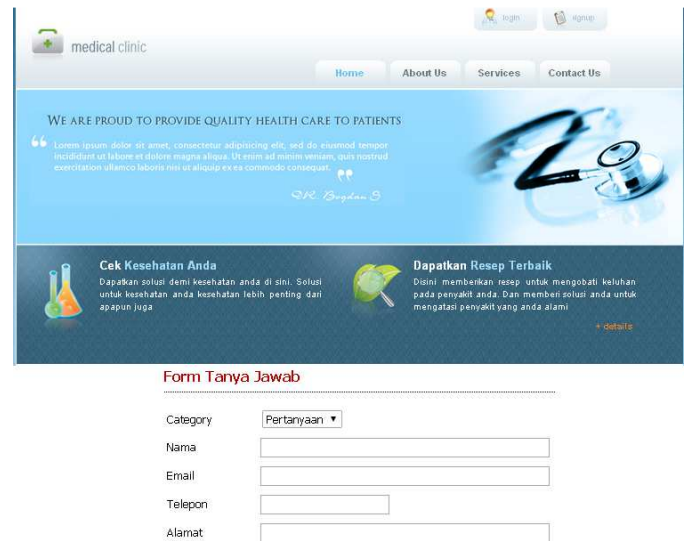 login signup
medical clinic
Home About Us Services Contact Us
WE ARE PROUD TO PROVIDE QUALITY HEALTH CARE TO PATIENTS
“ Lorem ipsum dolor sit amet, consectetur adipisicing elit, sed do eiusmod tempor
incididunt ut labore et dolore magna aliqua. Ut enim ad minim veniam, quis nostrud
exercitation ullamco laboris nisi ut aliquip ex ea commodo consequat. ”
DR. Bogdan S
Cek Kesehatan Anda
Dapatkan solusi demi kesehatan anda di sini. Solusi
untuk kesehatan anda kesehatan lebih penting dari
apapun juga
Dapatkan Resep Terbaik
Disini memberikan resep untuk mengobati keluhan
pada penyakit anda. Dan memberi solusi anda untuk
mengatasi penyakit yang anda alami
+ details
Form Tanya Jawab
Category Pertanyaan
Nama
Email
Telepon
Alamat